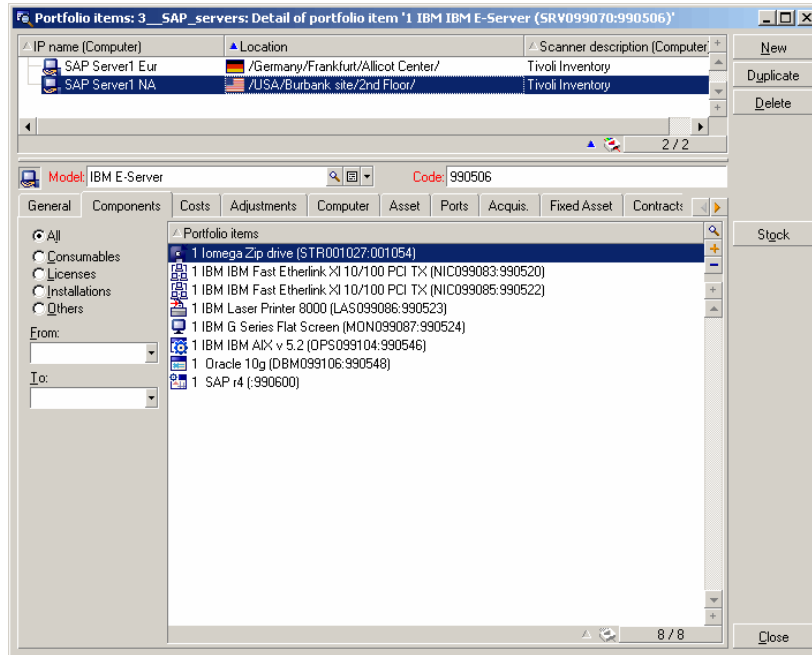 Portfolio items: 3__SAP_servers: Detail of portfolio item '1 IBM IBM E-Server (SRV099070:990506)'
IP name (Computer) Location Scanner description (Computer
SAP Server1 Eur /Germany/Frankfurt/Allicot Center/ Tivoli Inventory
SAP Server1 NA /USA/Burbank site/2nd Floor/ Tivoli Inventory
2 / 2
New
Duplicate
Delete
Model: IBM E-Server Code: 990506
General Components Costs Adjustments Computer Asset Ports Acquis. Fixed Asset Contracts
All
Consumables
Licenses
Installations
Others
From:
To:
Portfolio items
1 Iomega Zip drive (STR001027:001054)
1 IBM IBM Fast Etherlink XI 10/100 PCI TX (NIC099083:990520)
1 IBM IBM Fast Etherlink XI 10/100 PCI TX (NIC099085:990522)
1 IBM Laser Printer 8000 (LAS099086:990523)
1 IBM G Series Flat Screen (MON099087:990524)
1 IBM IBM AIX v 5.2 (OPS099104:990546)
1 Oracle 10g (DBM099106:990548)
1 SAP r4 (:990600)
8 / 8
Stock
Close